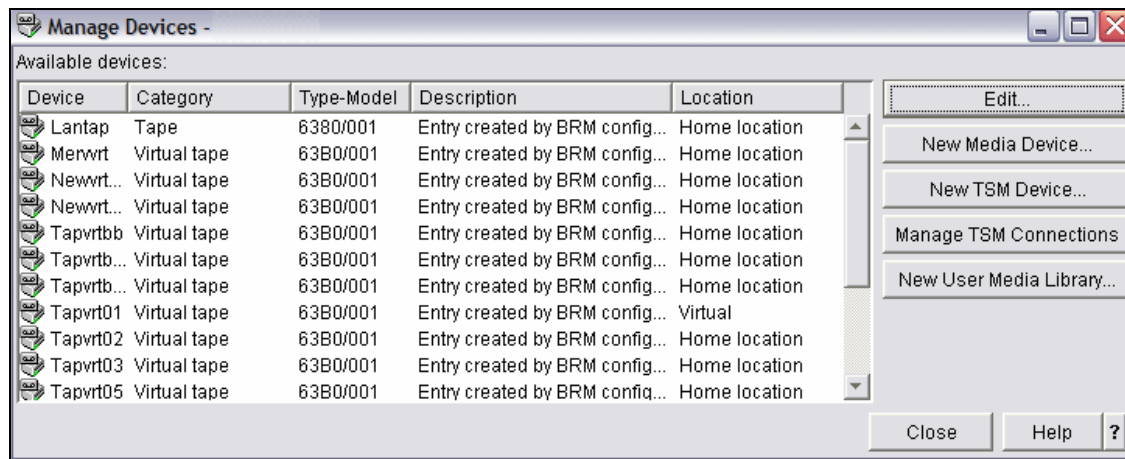 Manage Devices -
Available devices:
Device Category Type-Model Description Location
Lantap Tape 6380/001 Entry created by BRM config... Home location
Mervrt Virtual tape 63B0/001 Entry created by BRM config... Home location
Newvrt... Virtual tape 63B0/001 Entry created by BRM config... Home location
Newvrt... Virtual tape 63B0/001 Entry created by BRM config... Home location
Tapvrtbb Virtual tape 63B0/001 Entry created by BRM config... Home location
Tapvrtb... Virtual tape 63B0/001 Entry created by BRM config... Home location
Tapvrtb... Virtual tape 63B0/001 Entry created by BRM config... Home location
Tapvrt01 Virtual tape 63B0/001 Entry created by BRM config... Virtual
Tapvrt02 Virtual tape 63B0/001 Entry created by BRM config... Home location
Tapvrt03 Virtual tape 63B0/001 Entry created by BRM config... Home location
Tapvrt05 Virtual tape 63B0/001 Entry created by BRM config... Home location
Edit...
New Media Device...
New TSM Device...
Manage TSM Connections
New User Media Library...
Close Help ?